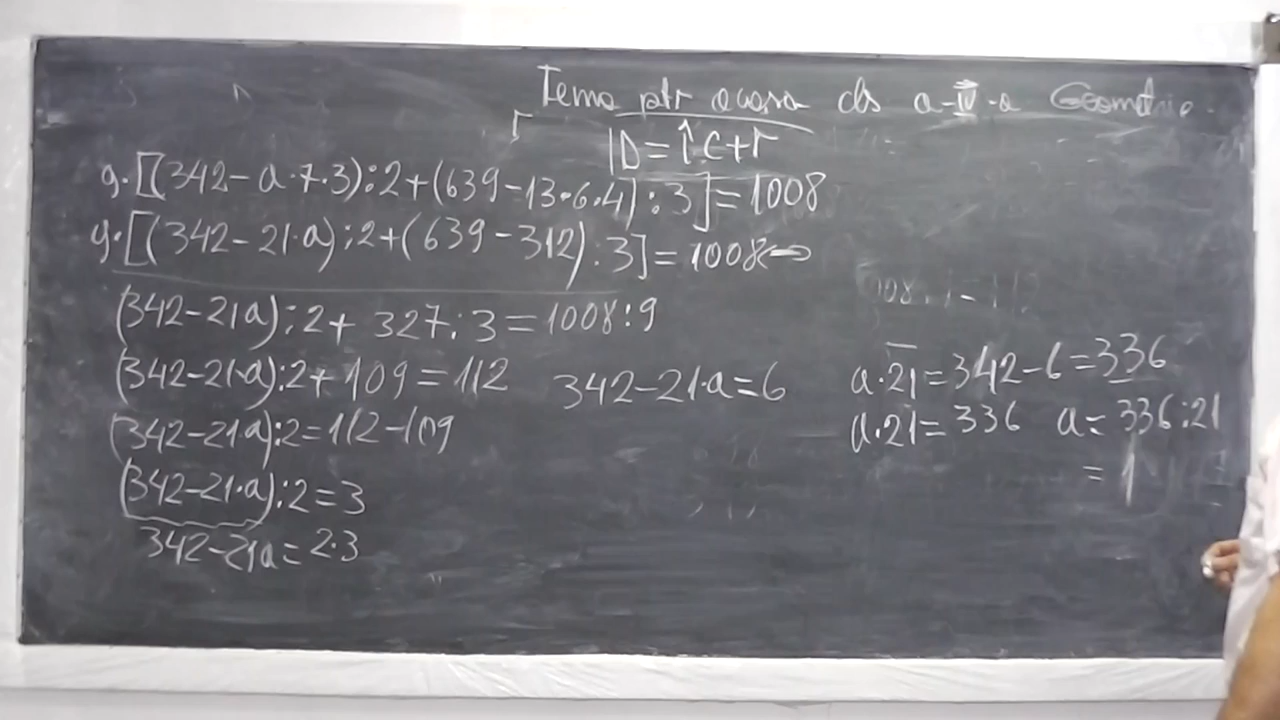 Tema ptr acasa cls a-IV-a Geometrie.
D=Î·C+r
9·[(342-a·7·3):2+(639-13·6·4):3]=1008
9·[(342-21·a):2+(639-312):3]=1008⇔
(342-21a):2+327:3=1008:9
(342-21·a):2+109=112
(342-21a):2=112-109
(342-21·a):2=3
342-21a=2·3
342-21·a=6
a·21=342-6=336
a·21=336 a=336:21
=1